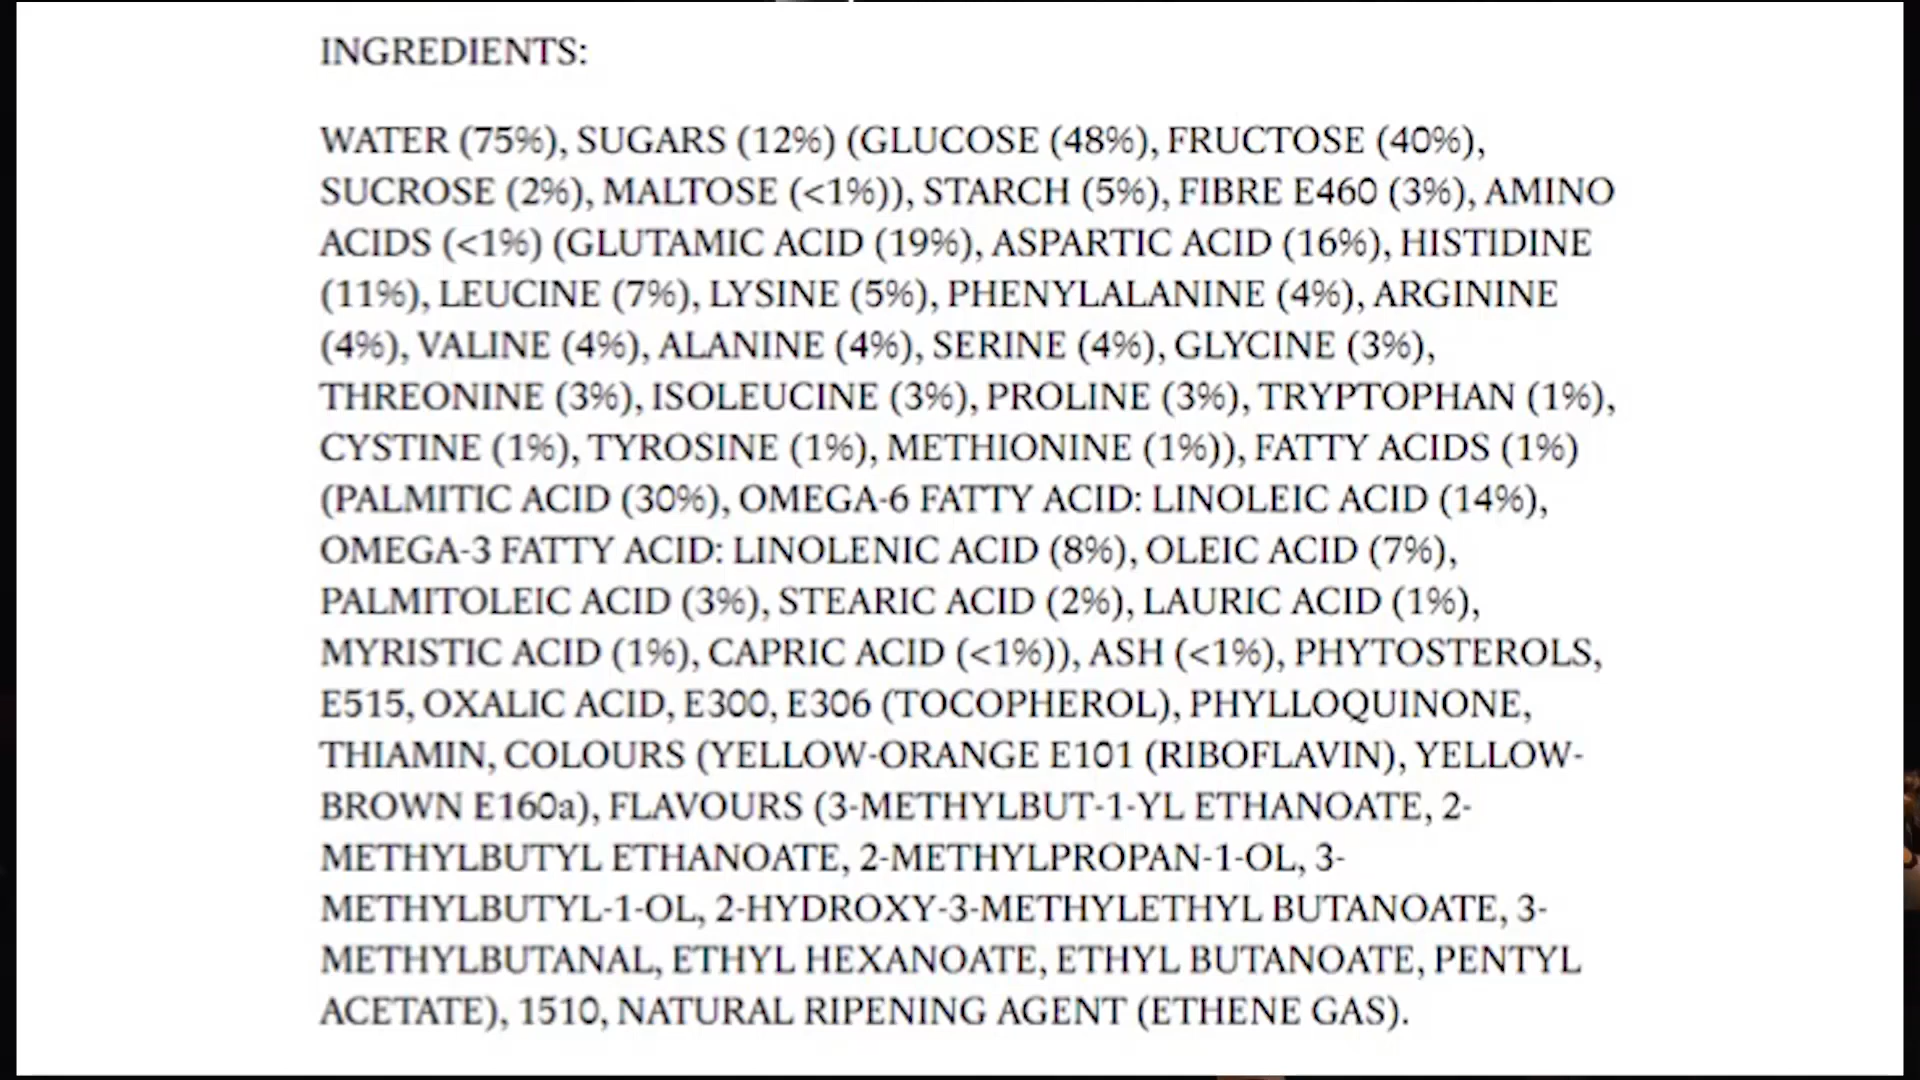 INGREDIENTS:
WATER (75%), SUGARS (12%) (GLUCOSE (48%), FRUCTOSE (40%),
SUCROSE (2%), MALTOSE (<1%)), STARCH (5%), FIBRE E460 (3%), AMINO
ACIDS (<1%) (GLUTAMIC ACID (19%), ASPARTIC ACID (16%), HISTIDINE
(11%), LEUCINE (7%), LYSINE (5%), PHENYLALANINE (4%), ARGININE
(4%), VALINE (4%), ALANINE (4%), SERINE (4%), GLYCINE (3%),
THREONINE (3%), ISOLEUCINE (3%), PROLINE (3%), TRYPTOPHAN (1%),
CYSTINE (1%), TYROSINE (1%), METHIONINE (1%)), FATTY ACIDS (1%)
(PALMITIC ACID (30%), OMEGA-6 FATTY ACID: LINOLEIC ACID (14%),
OMEGA-3 FATTY ACID: LINOLENIC ACID (8%), OLEIC ACID (7%),
PALMITOLEIC ACID (3%), STEARIC ACID (2%), LAURIC ACID (1%),
MYRISTIC ACID (1%), CAPRIC ACID (<1%)), ASH (<1%), PHYTOSTEROLS,
E515, OXALIC ACID, E300, E306 (TOCOPHEROL), PHYLLOQUINONE,
THIAMIN, COLOURS (YELLOW-ORANGE E101 (RIBOFLAVIN), YELLOW-
BROWN E160a), FLAVOURS (3-METHYLBUT-1-YL ETHANOATE, 2-
METHYLBUTYL ETHANOATE, 2-METHYLPROPAN-1-OL, 3-
METHYLBUTYL-1-OL, 2-HYDROXY-3-METHYLETHYL BUTANOATE, 3-
METHYLBUTANAL, ETHYL HEXANOATE, ETHYL BUTANOATE, PENTYL
ACETATE), 1510, NATURAL RIPENING AGENT (ETHENE GAS).